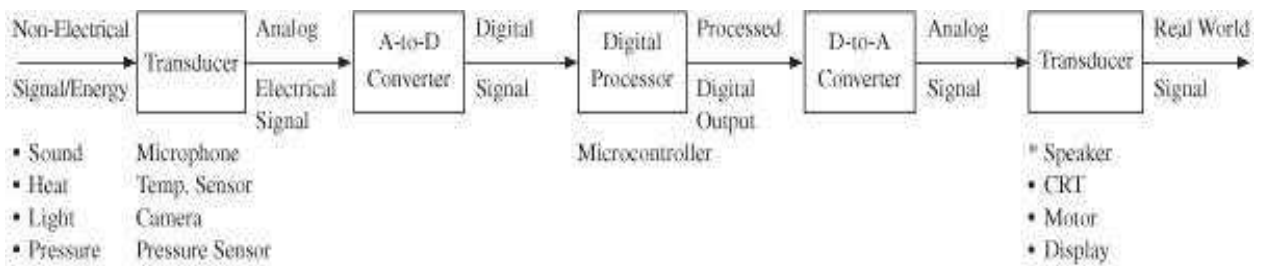 Non-Electrical
Signal/Energy
Transducer
Analog
Electrical
Signal
A-to-D
Converter
Digital
Signal
Digital
Processor
Processed
Digital
Output
D-to-A
Converter
Analog
Signal
Transducer
Real World
Signal
• Sound Microphone
• Heat Temp. Sensor
• Light Camera
• Pressure Pressure Sensor
Microcontroller
* Speaker
• CRT
• Motor
• Display